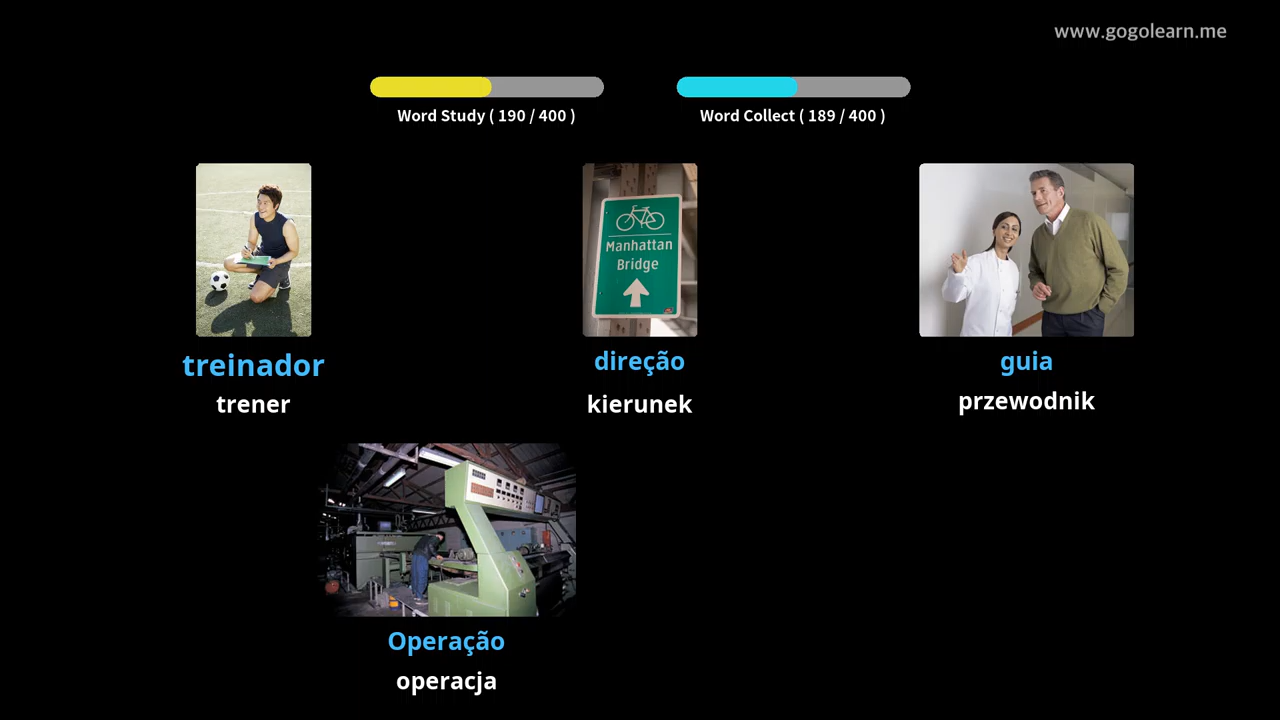 www.gogolearn.me
Word Study ( 190 / 400 )
Word Collect ( 189 / 400 )
Manhattan
Bridge
treinador
trener
direção
kierunek
guia
przewodnik
Operação
operacja